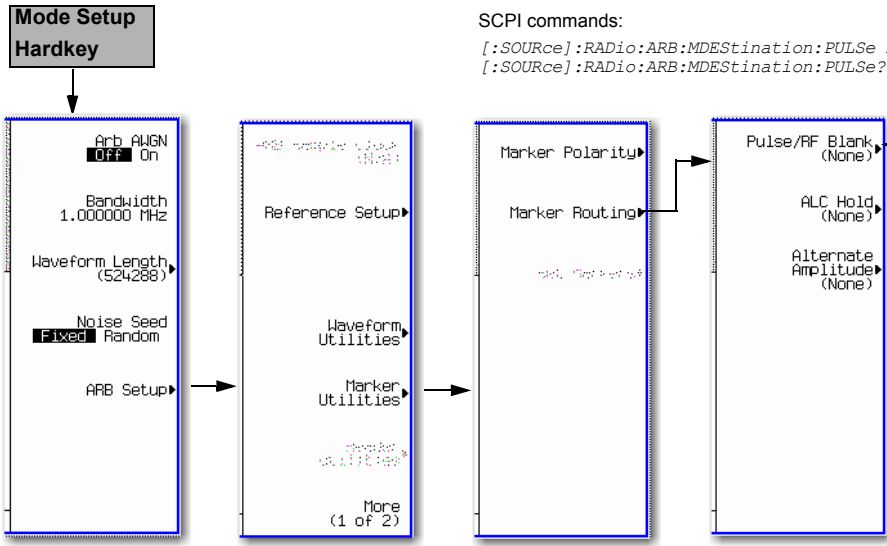 Mode Setup
Hardkey
SCPI commands:
[:SOURce]:RADio:ARB:MDEStination:PULSe
[:SOURce]:RADio:ARB:MDEStination:PULSe?
Arb AWGN
Off On
Bandwidth
1.000000 MHz
Waveform Length
(524288)
Noise Seed
Fixed Random
ARB Setup
Reference Setup
Waveform
Utilities
Marker
Utilities
More
(1 of 2)
Marker Polarity
Marker Routing
Pulse/RF Blank
(None)
ALC Hold
(None)
Alternate
Amplitude
(None)